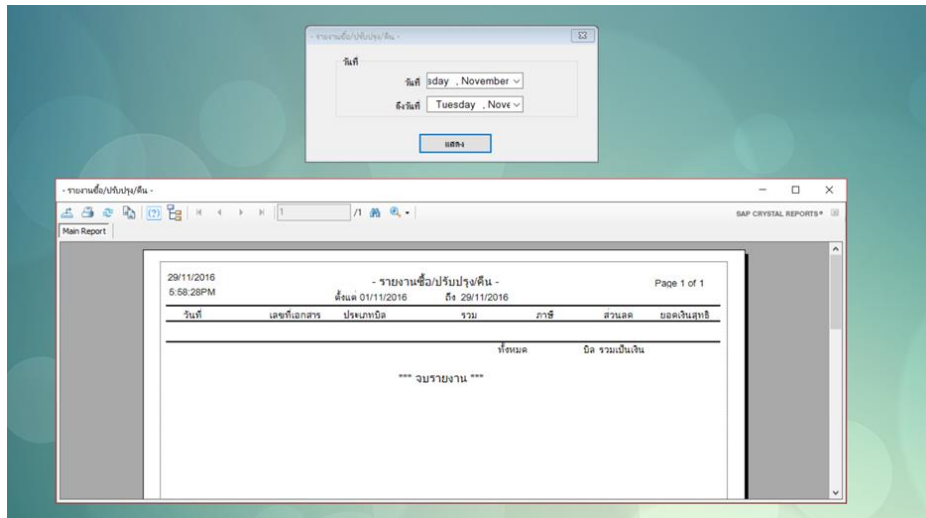 - รายงานซื้อ/ปรับปรุง/คืน -
วันที่
วันที่ sday , November
ถึงวันที่ Tuesday , Nove
แสดง
- รายงานซื้อ/ปรับปรุง/คืน -
1 /1 SAP CRYSTAL REPORTS®
Main Report
29/11/2016 - รายงานซื้อ/ปรับปรุง/คืน - Page 1 of 1
5:58:28PM ตั้งแต่ 01/11/2016 ถึง 29/11/2016
วันที่ เลขที่เอกสาร ประเภทบิล รวม ภาษี ส่วนลด ยอดเงินสุทธิ
ทั้งหมด บิล รวมเป็นเงิน
*** จบรายงาน ***